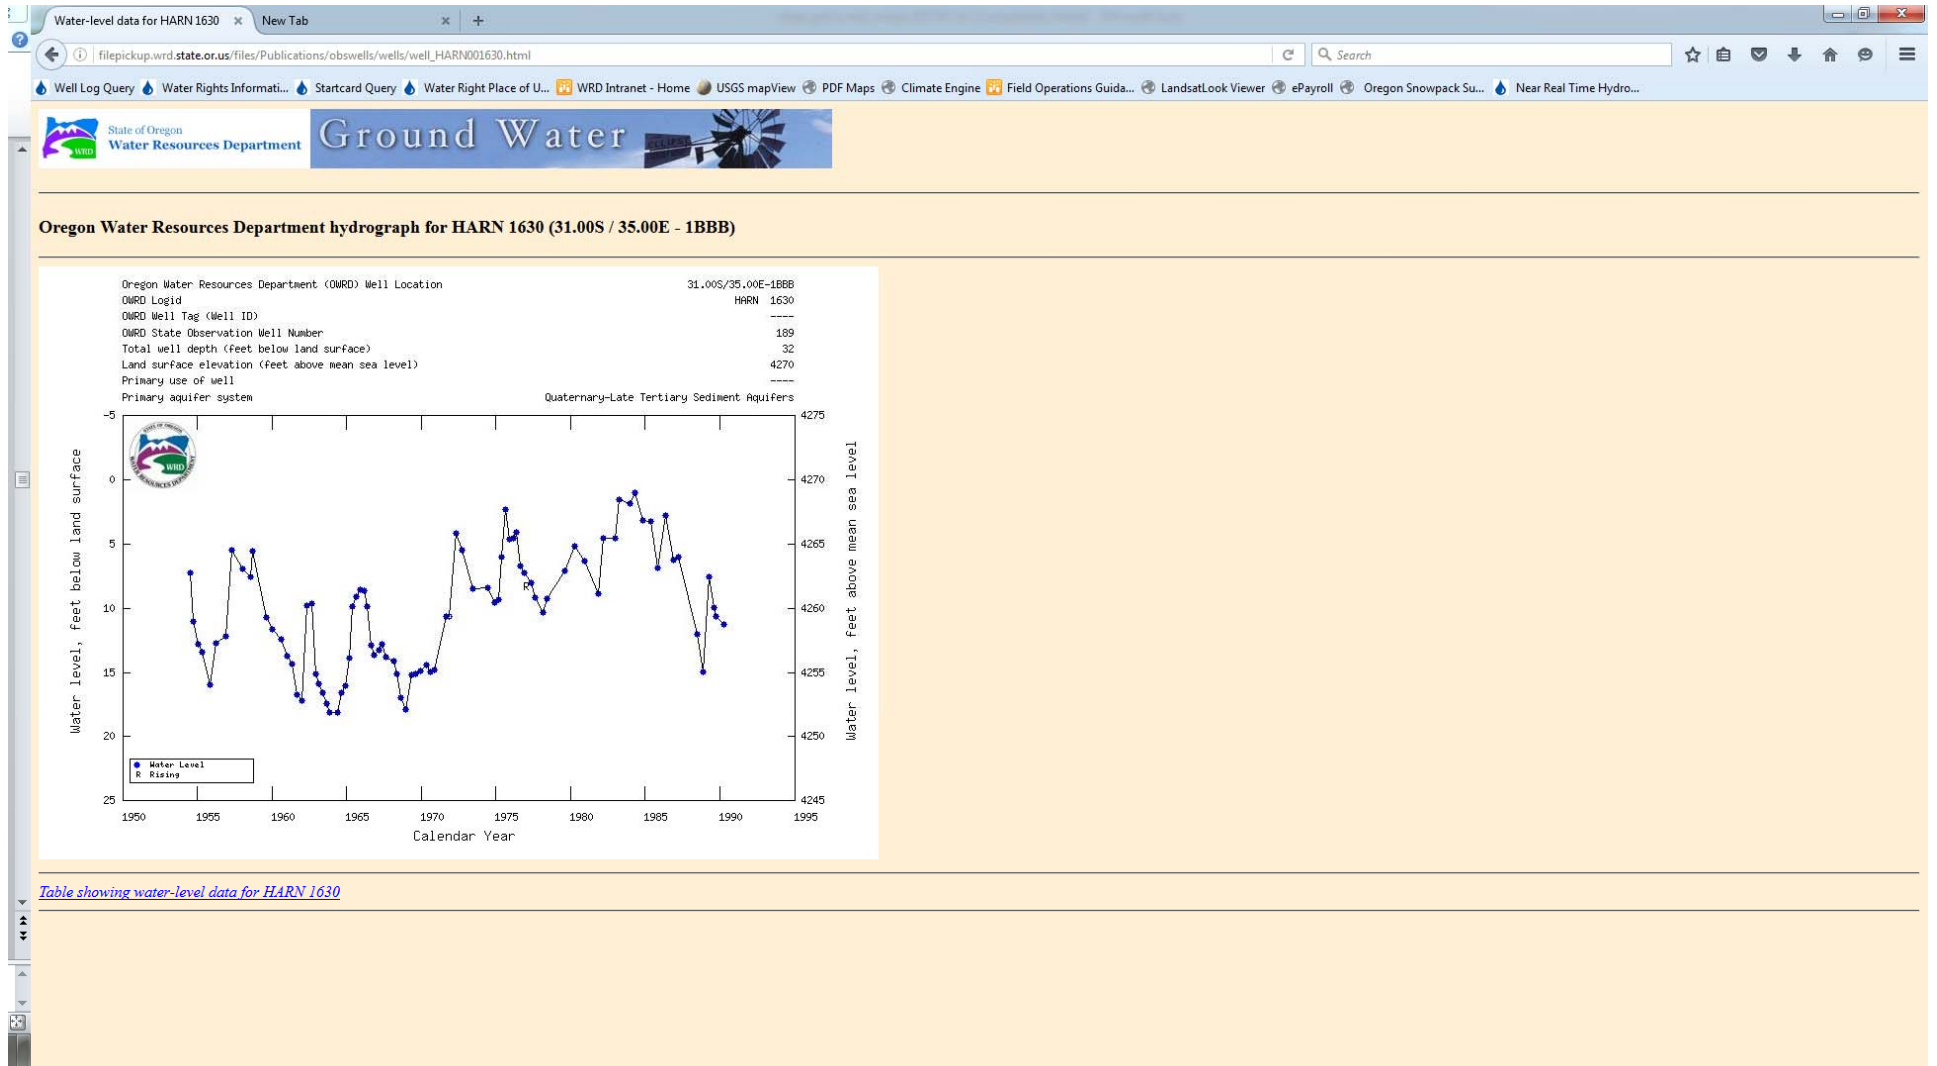 Water-level data for HARN 1630 × New Tab × +
filepickup.wrd.state.or.us/files/Publications/obswells/wells/well_HARN001630.html Search
Well Log Query Water Rights Informati... Startcard Query Water Right Place of U... WRD Intranet - Home USGS mapView PDF Maps Climate Engine Field Operations Guida... LandsatLook Viewer ePayroll Oregon Snowpack Su... Near Real Time Hydro...
State of Oregon
Water Resources Department
WRD
Ground Water
Oregon Water Resources Department hydrograph for HARN 1630 (31.00S / 35.00E - 1BBB)
Oregon Water Resources Department (OWRD) Well Location 31.00S/35.00E-1BBB
OWRD Logid HARN 1630
OWRD Well Tag (Well ID) ----
OWRD State Observation Well Number 189
Total well depth (feet below land surface) 32
Land surface elevation (feet above mean sea level) 4270
Primary use of well ----
Primary aquifer system Quaternary-Late Tertiary Sediment Aquifers
-5 4275
STATE OF OREGON
WRD
WATER RESOURCES DEPARTMENT
0 4270
5 4265
10 4260
15 4255
20 4250
25 4245
Water level, feet below land surface
Water level, feet above mean sea level
R
Water Level
R Rising
1950 1955 1960 1965 1970 1975 1980 1985 1990 1995
Calendar Year
Table showing water-level data for HARN 1630